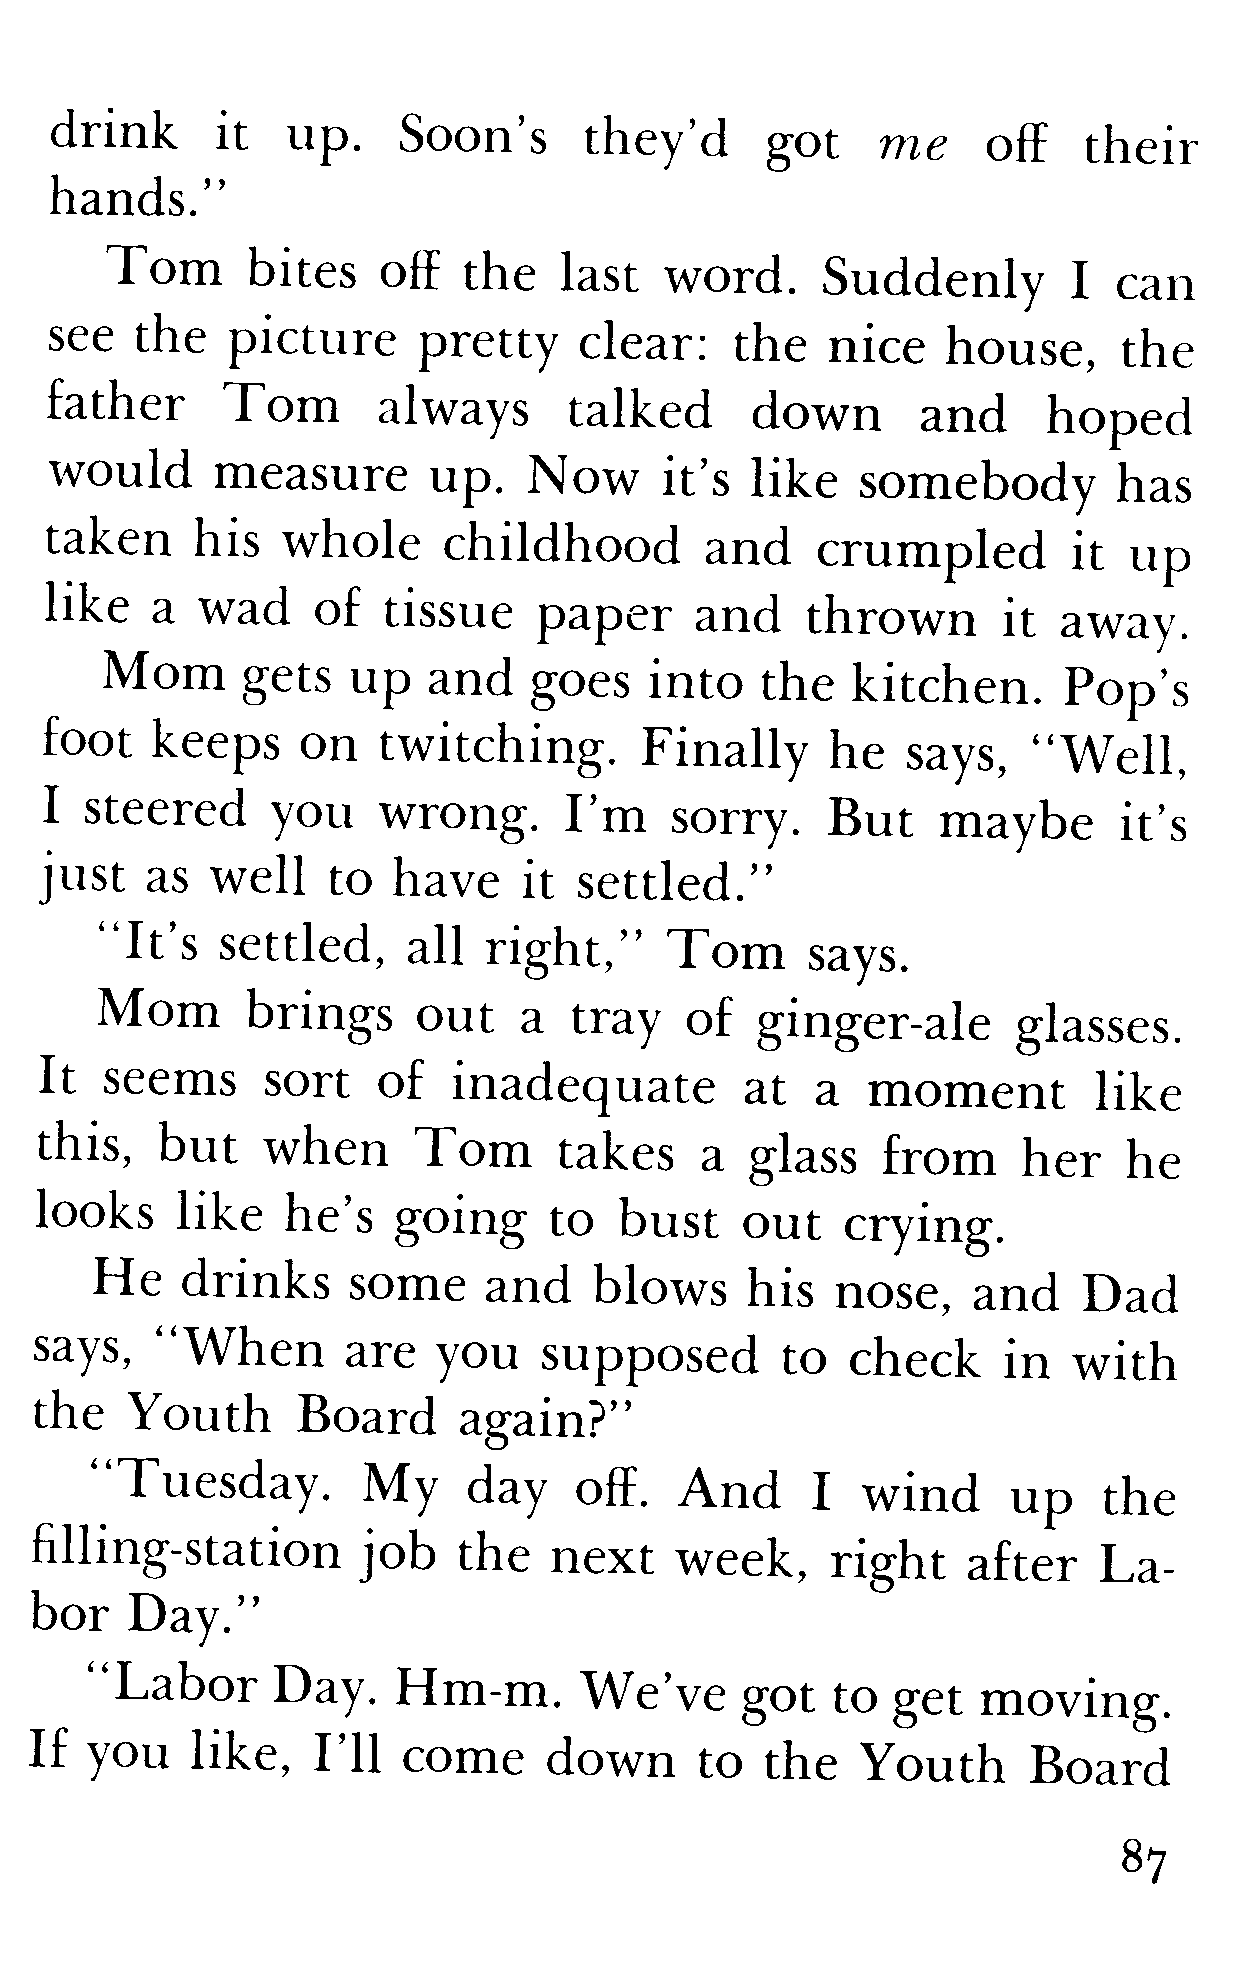 drink it up. Soon's they'd got me off their
hands."
Tom bites off the last word. Suddenly I can
see the picture pretty clear: the nice house, the
father Tom always talked down and hoped
would measure up. Now it's like somebody has
taken his whole childhood and crumpled it up
like a wad of tissue paper and thrown it away.
Mom gets up and goes into the kitchen. Pop's
foot keeps on twitching. Finally he says, "Well,
I steered you wrong. I'm sorry. But maybe it's
just as well to have it settled."
"It's settled, all right," Tom says.
Mom brings out a tray of ginger-ale glasses.
It seems sort of inadequate at a moment like
this, but when Tom takes a glass from her he
looks like he's going to bust out crying.
He drinks some and blows his nose, and Dad
says, "When are you supposed to check in with
the Youth Board again?"
"Tuesday. My day off. And I wind up the
filling-station job the next week, right after La-
bor Day."
"Labor Day. Hm-m. We've got to get moving.
If you like, I'll come down to the Youth Board
87